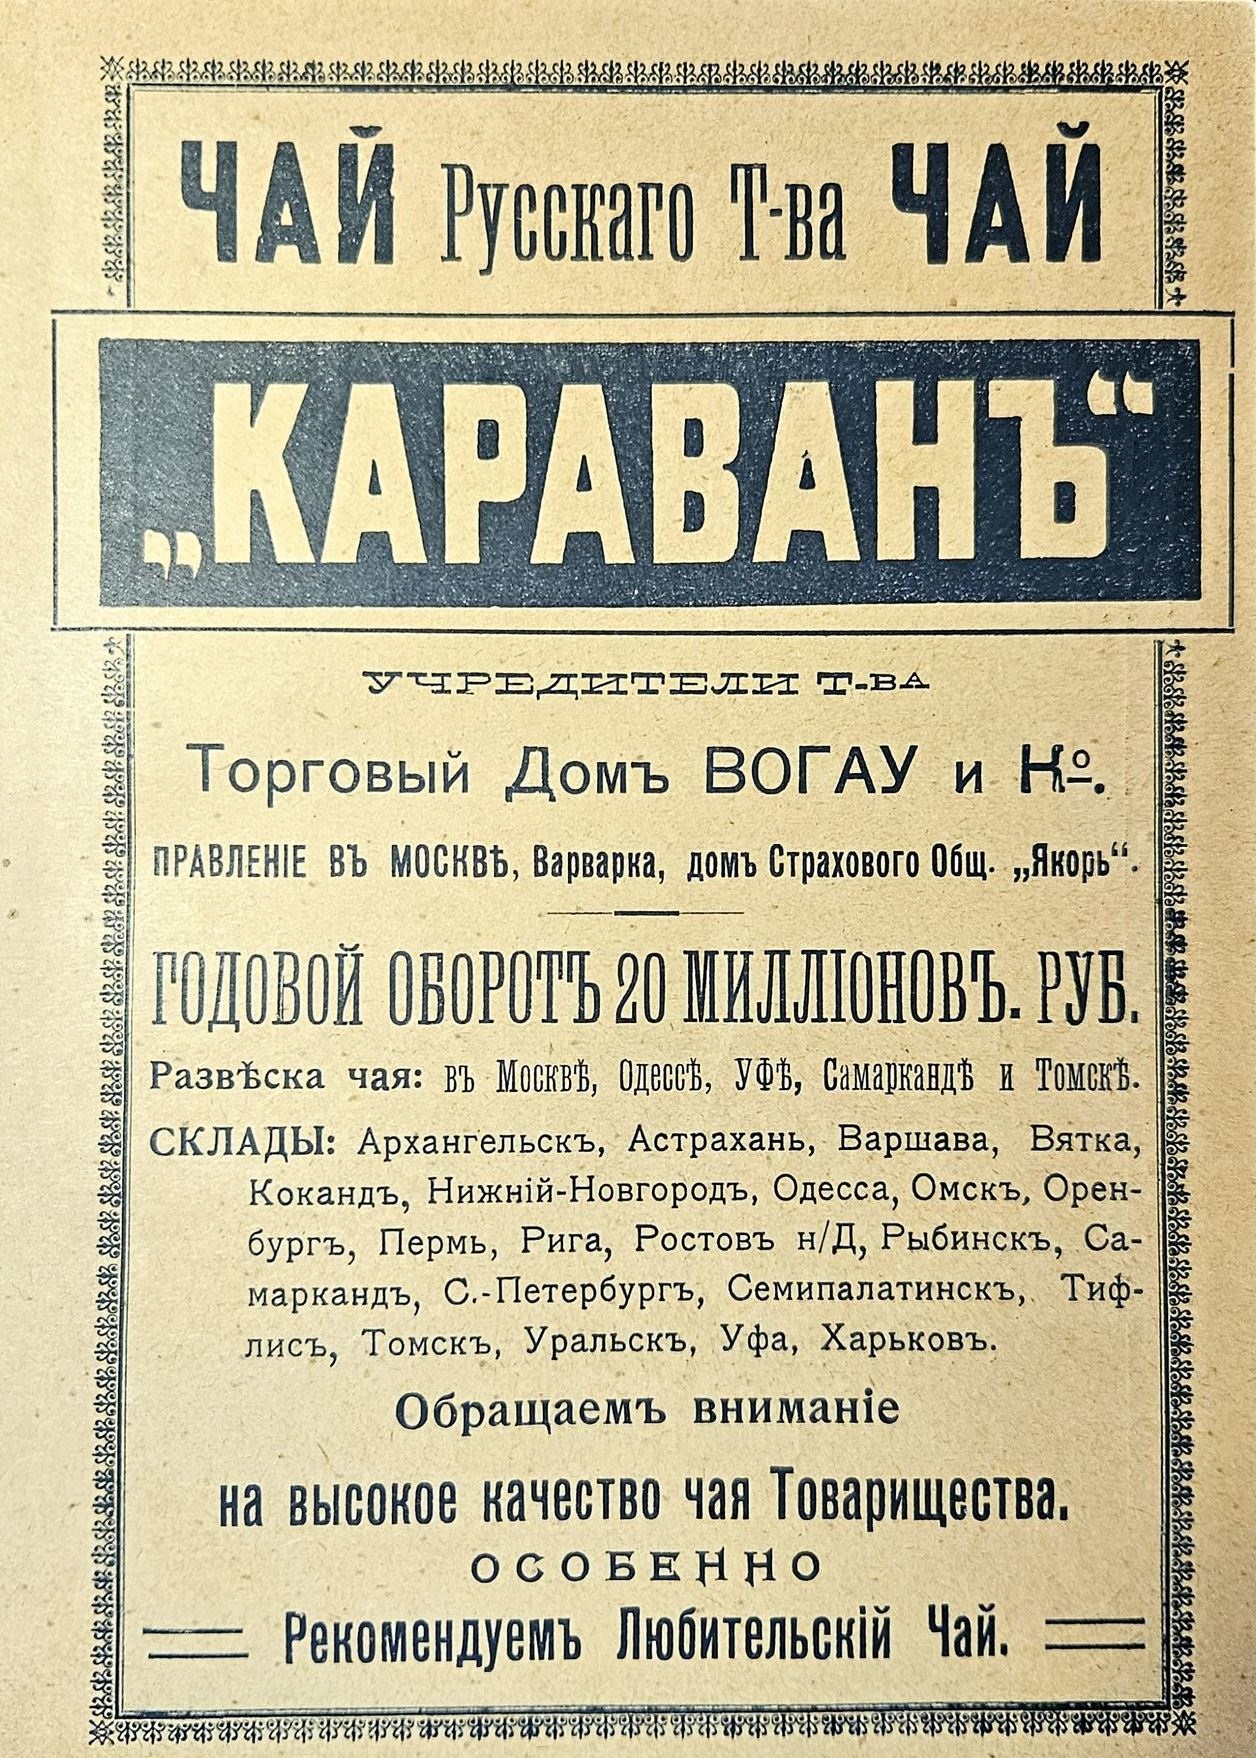 ЧАЙ Русскаго Т-ва ЧАЙ
„КАРАВАНЪ“
УЧРЕДИТЕЛИ Т-ВА
Торговый Домъ ВОГАУ и Кº.
ПРАВЛЕНІЕ ВЪ МОСКВѢ, Варварка, домъ Страхового Общ. „Якорь“.
ГОДОВОЙ ОБОРОТЪ 20 МИЛЛІОНОВЪ. РУБ.
Развѣска чая: въ Москвѣ, Одессѣ, Уфѣ, Самаркандѣ и Томскѣ.
СКЛАДЫ: Архангельскъ, Астрахань, Варшава, Вятка,
Кокандъ, Нижній-Новгородъ, Одесса, Омскъ, Орен-
бургъ, Пермь, Рига, Ростовъ н/Д, Рыбинскъ, Са-
маркандъ, С.-Петербургъ, Семипалатинскъ, Тиф-
лисъ, Томскъ, Уральскъ, Уфа, Харьковъ.
Обращаемъ вниманіе
на высокое качество чая Товарищества.
ОСОБЕННО
Рекомендуемъ Любительскій Чай.